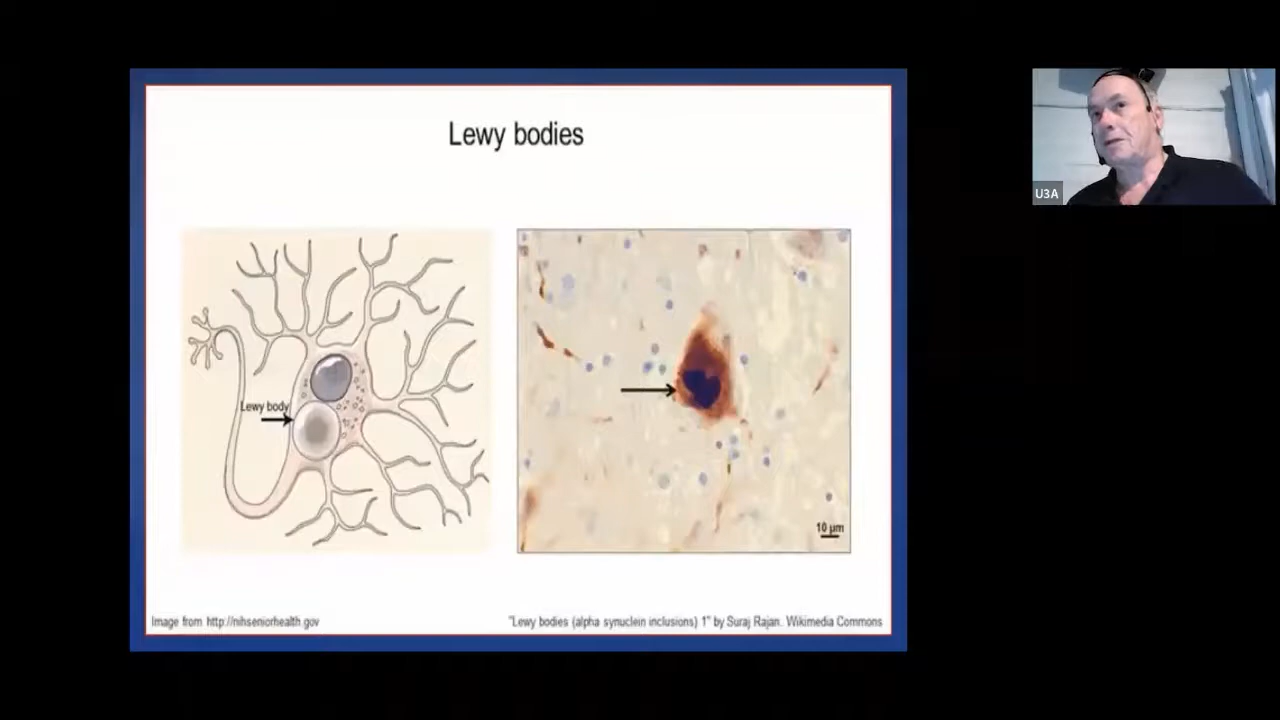 Lewy bodies
U3A
Lewy body
10 µm
Image from http://nihseniorhealth.gov
"Lewy bodies (alpha synuclein inclusions) 1" by Suraj Rajan. Wikimedia Commons